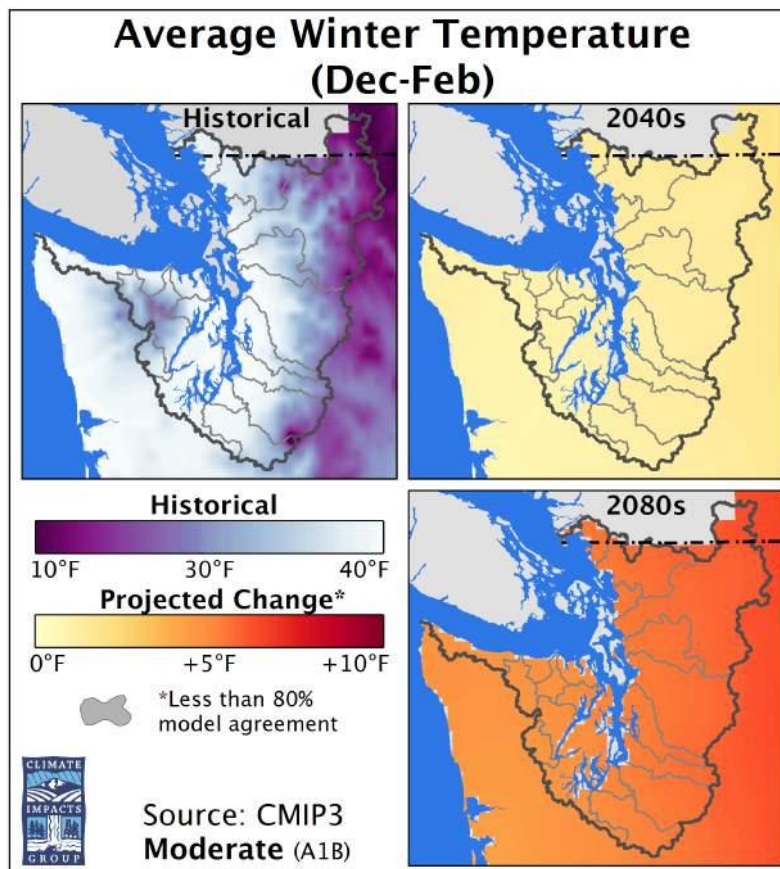 Average Winter Temperature
(Dec-Feb)
Historical
2040s
Historical
10°F 30°F 40°F
Projected Change*
0°F +5°F +10°F
*Less than 80%
model agreement
2080s
CLIMATE
IMPACTS
GROUP
Source: CMIP3
Moderate (A1B)